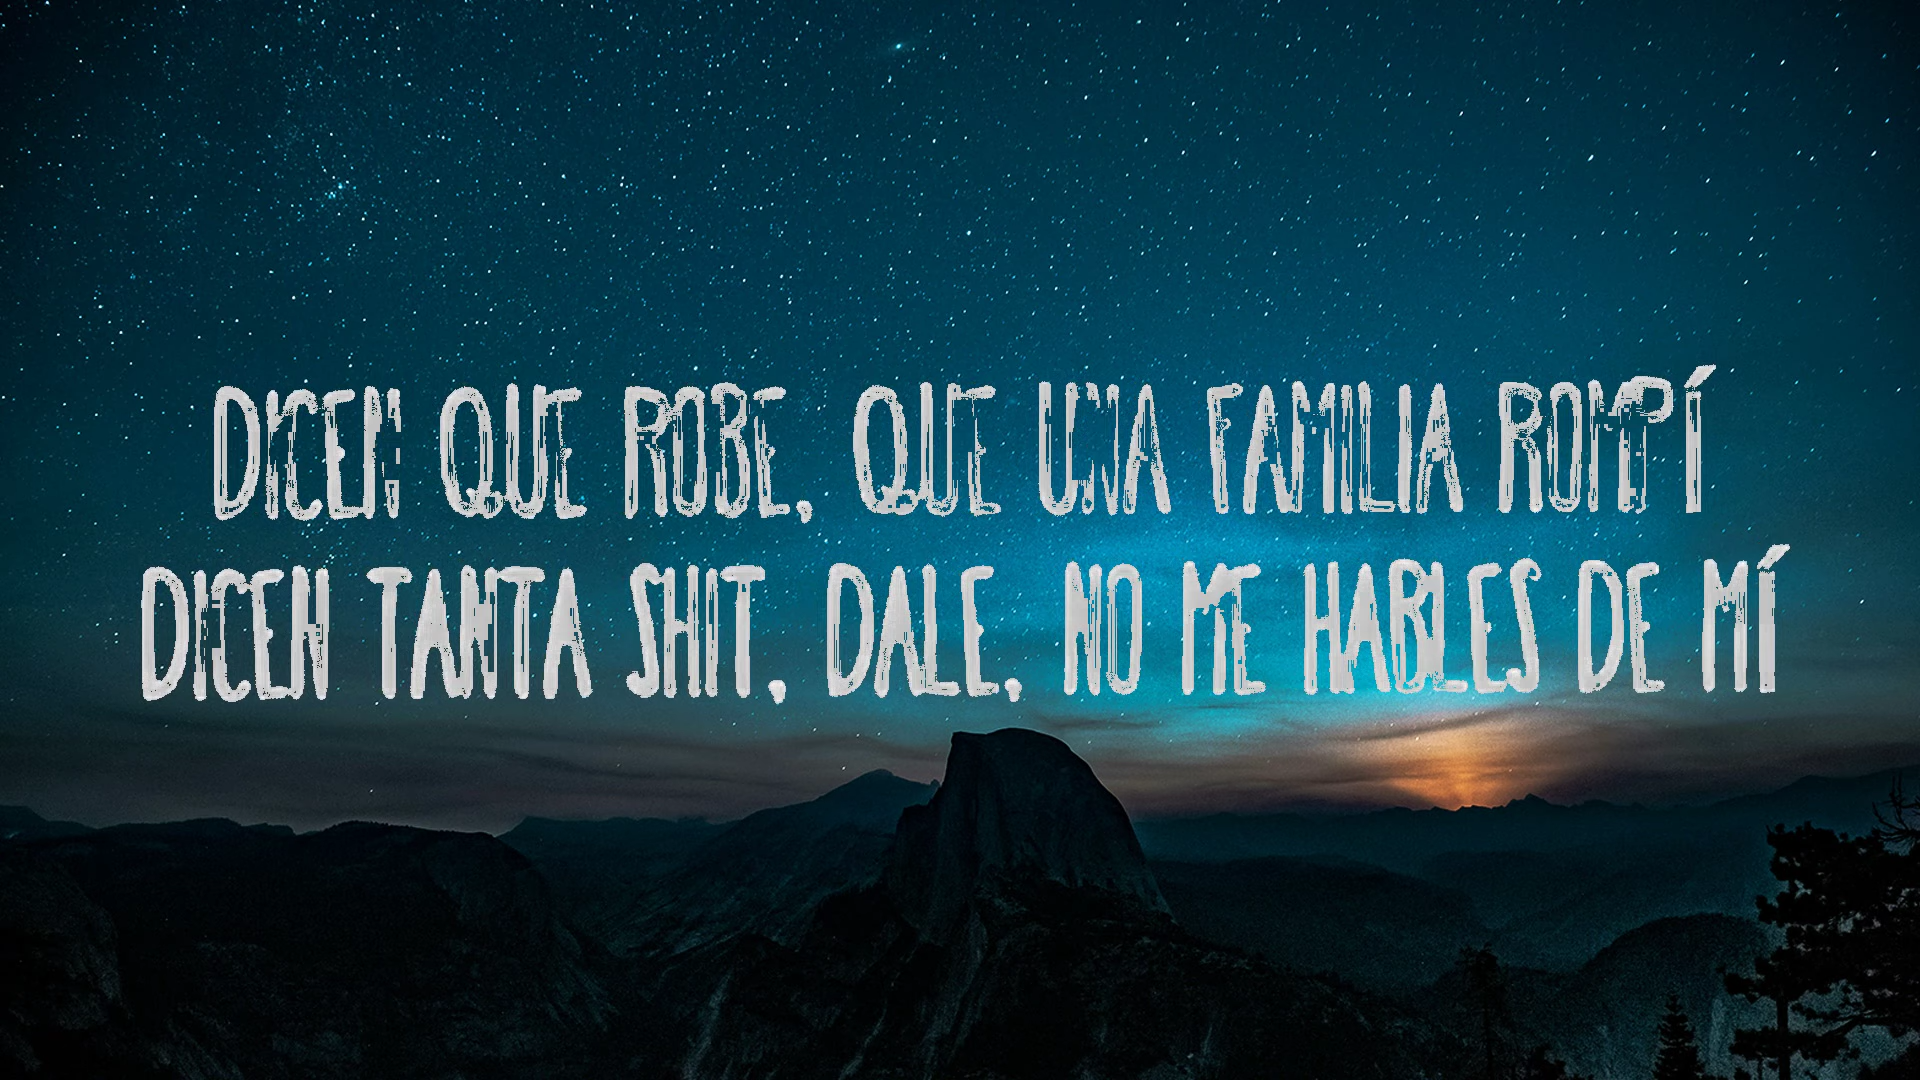 DICEN QUE ROBE, QUE UNA FAMILIA ROMPÍ
DICEN TANTA SHIT, DALE, NO ME HABLES DE MÍ